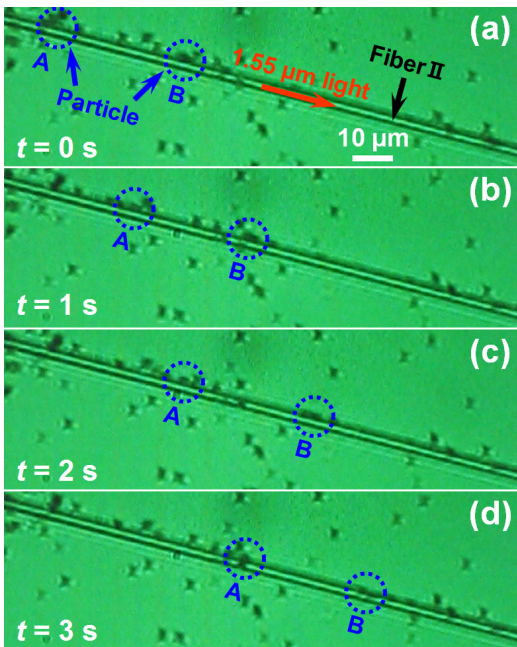 (a)
A
Particle
B
1.55 µm light
Fiber II
10 µm
t = 0 s
(b)
A
B
t = 1 s
(c)
A
B
t = 2 s
(d)
A
B
t = 3 s